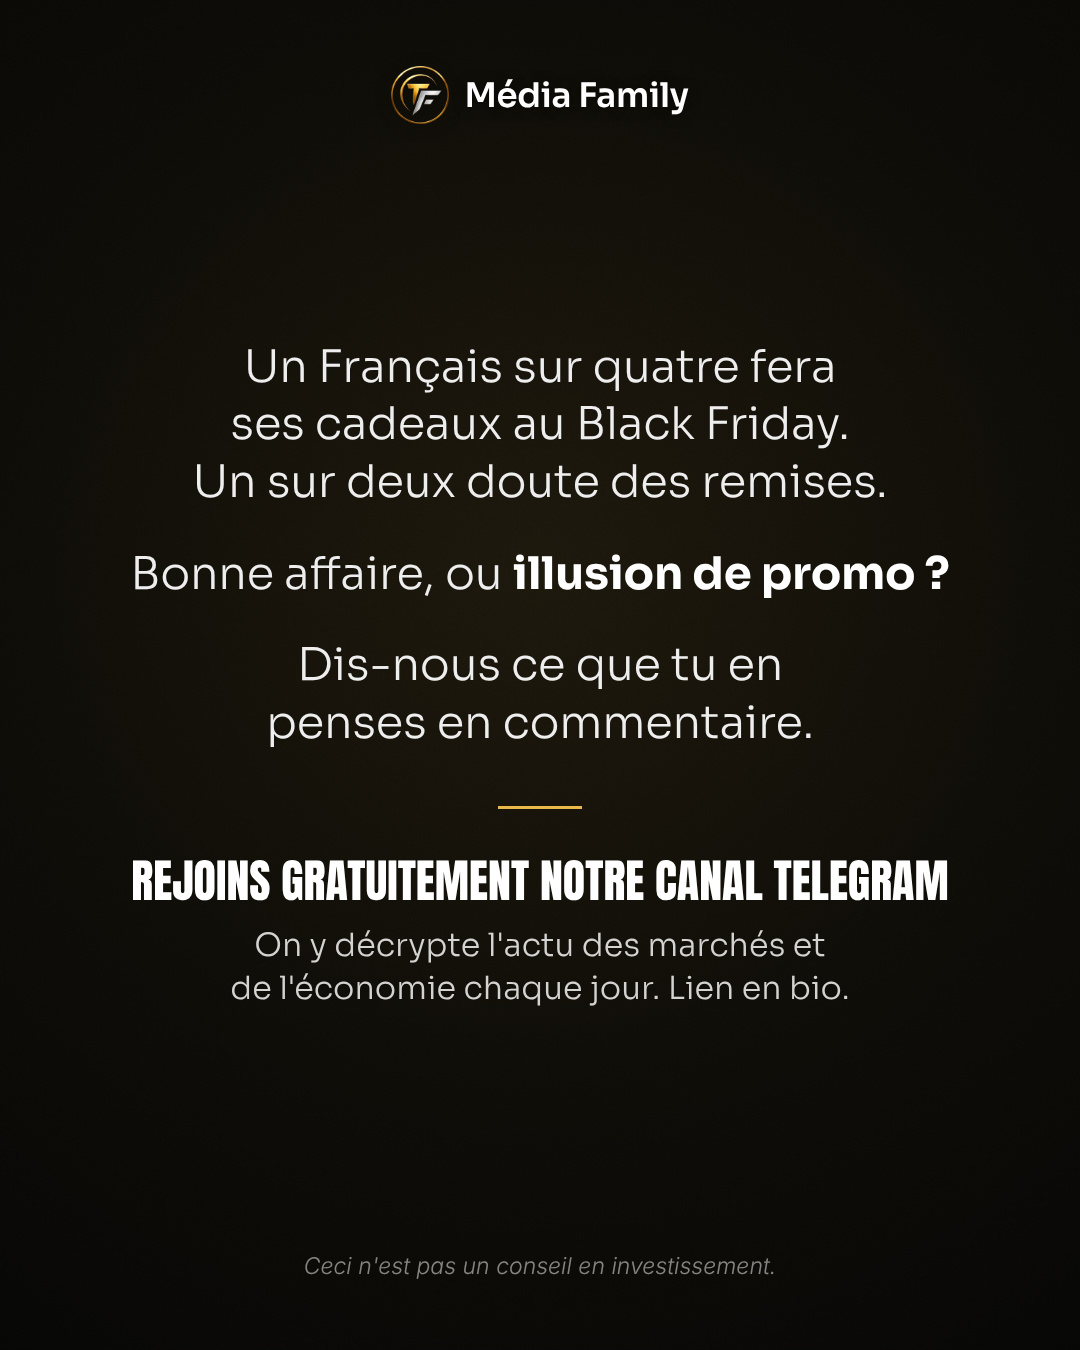 TF Média Family
Un Français sur quatre fera
ses cadeaux au Black Friday.
Un sur deux doute des remises.
Bonne affaire, ou illusion de promo ?
Dis-nous ce que tu en
penses en commentaire.
REJOINS GRATUITEMENT NOTRE CANAL TELEGRAM
On y décrypte l'actu des marchés et
de l'économie chaque jour. Lien en bio.
Ceci n'est pas un conseil en investissement.